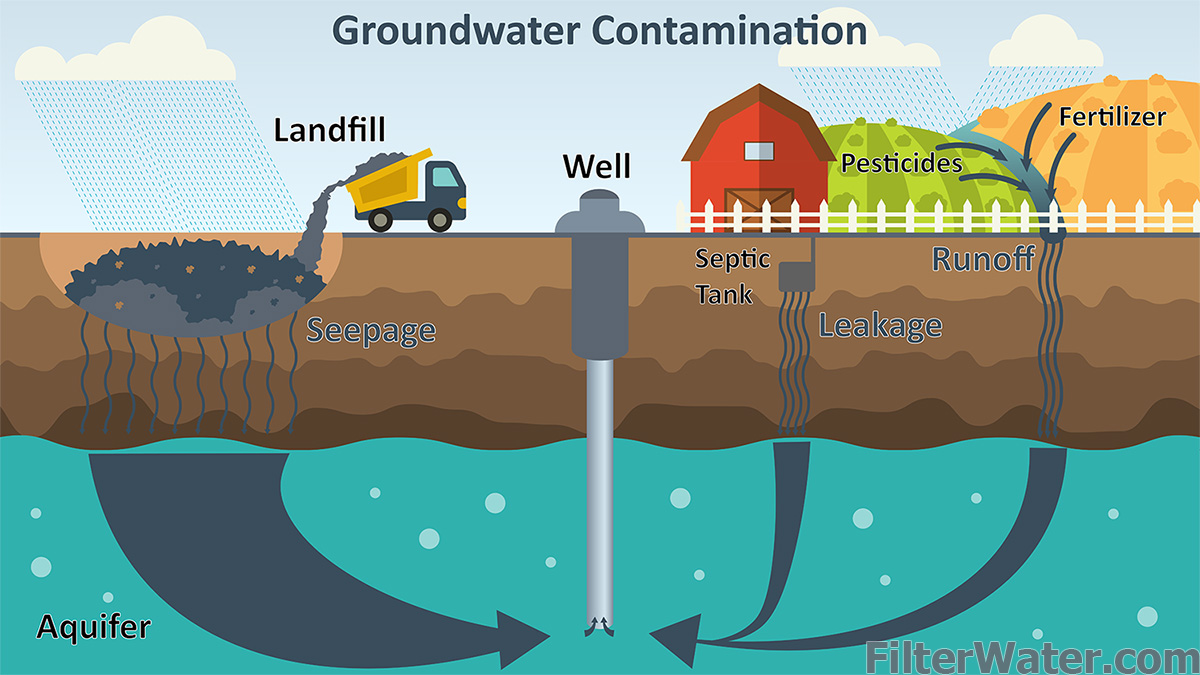 Groundwater Contamination
Landfill
Well
Fertilizer
Pesticides
Septic
Tank
Runoff
Seepage
Leakage
Aquifer
FilterWater.com